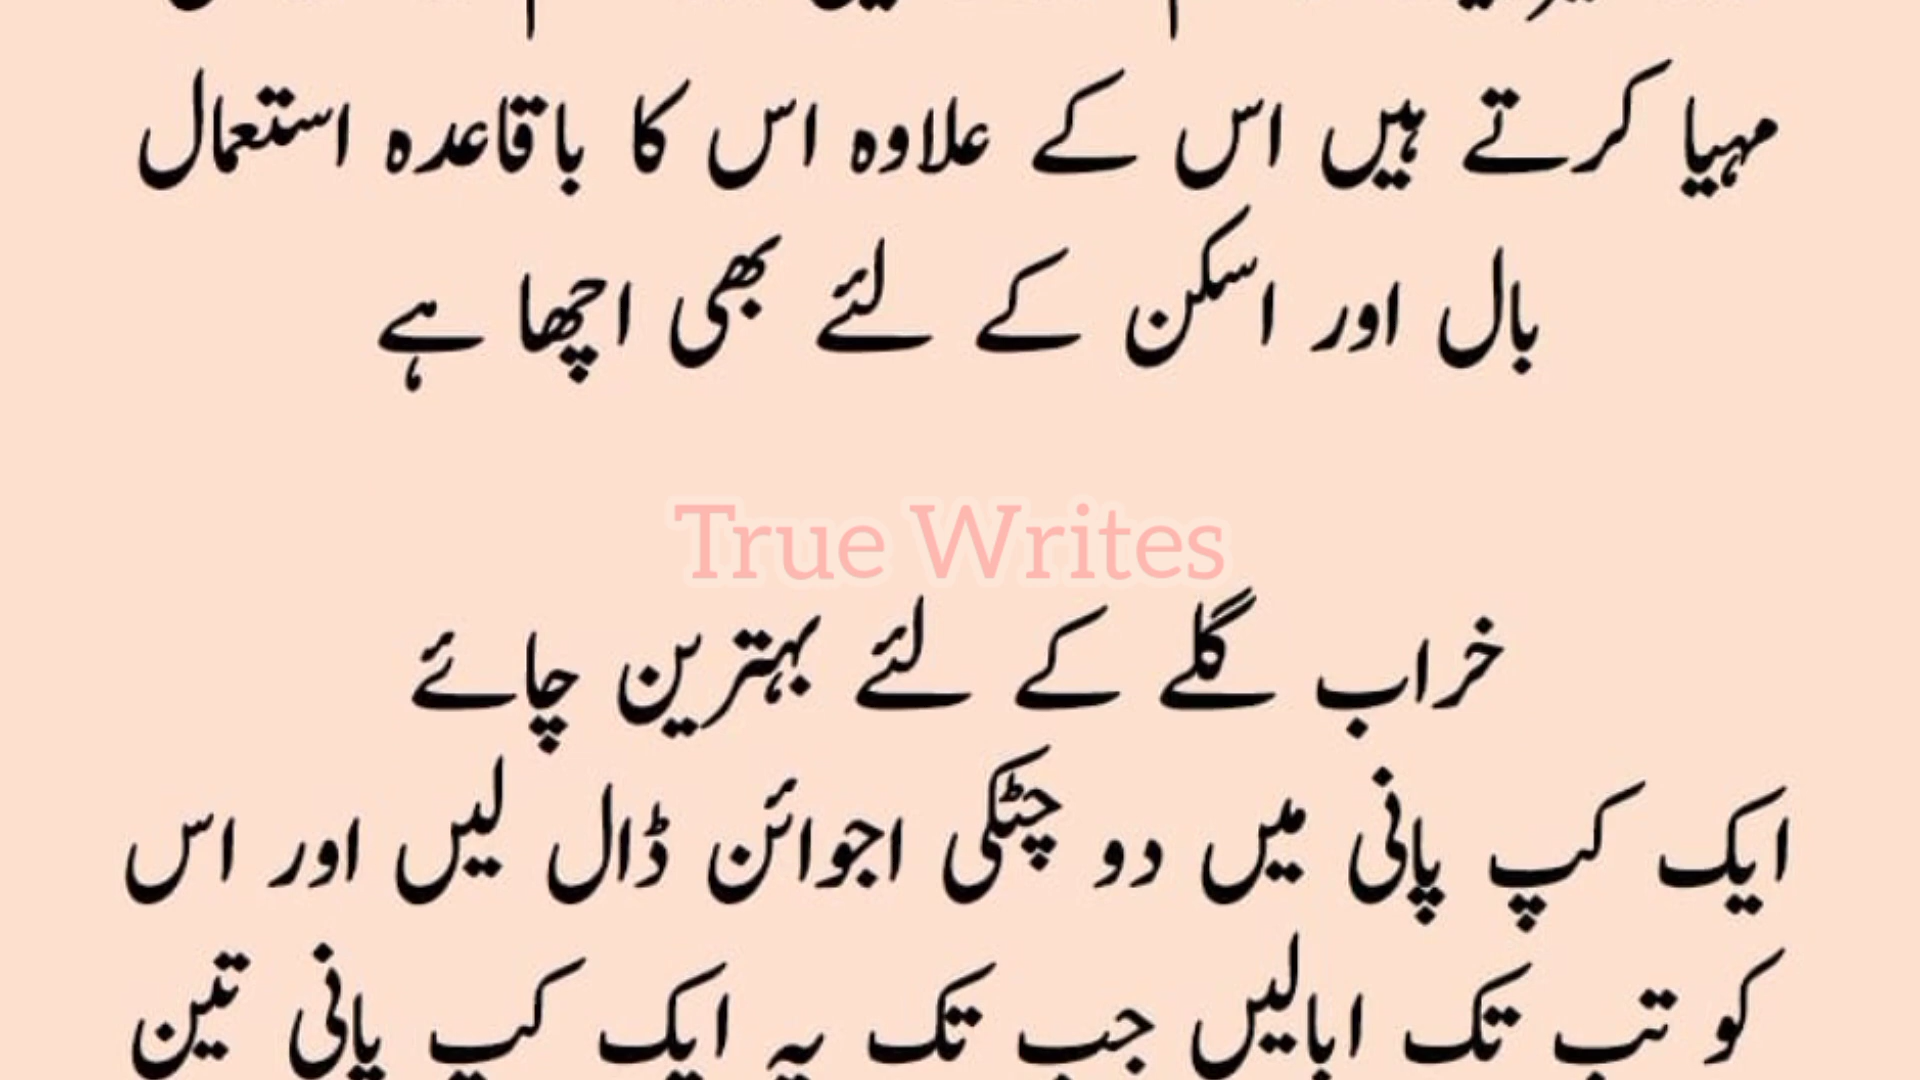 مہیا کرتے ہیں اس کے علاوہ اس کا باقاعدہ استعمال
بال اور اسکن کے لئے بھی اچھا ہے
True Writes
خراب گلے کے لئے بہترین چائے
ایک کپ پانی میں دو چٹکی اجوائن ڈال لیں اور اس
کو تب تک ابالیں جب تک یہ ایک کپ پانی تین